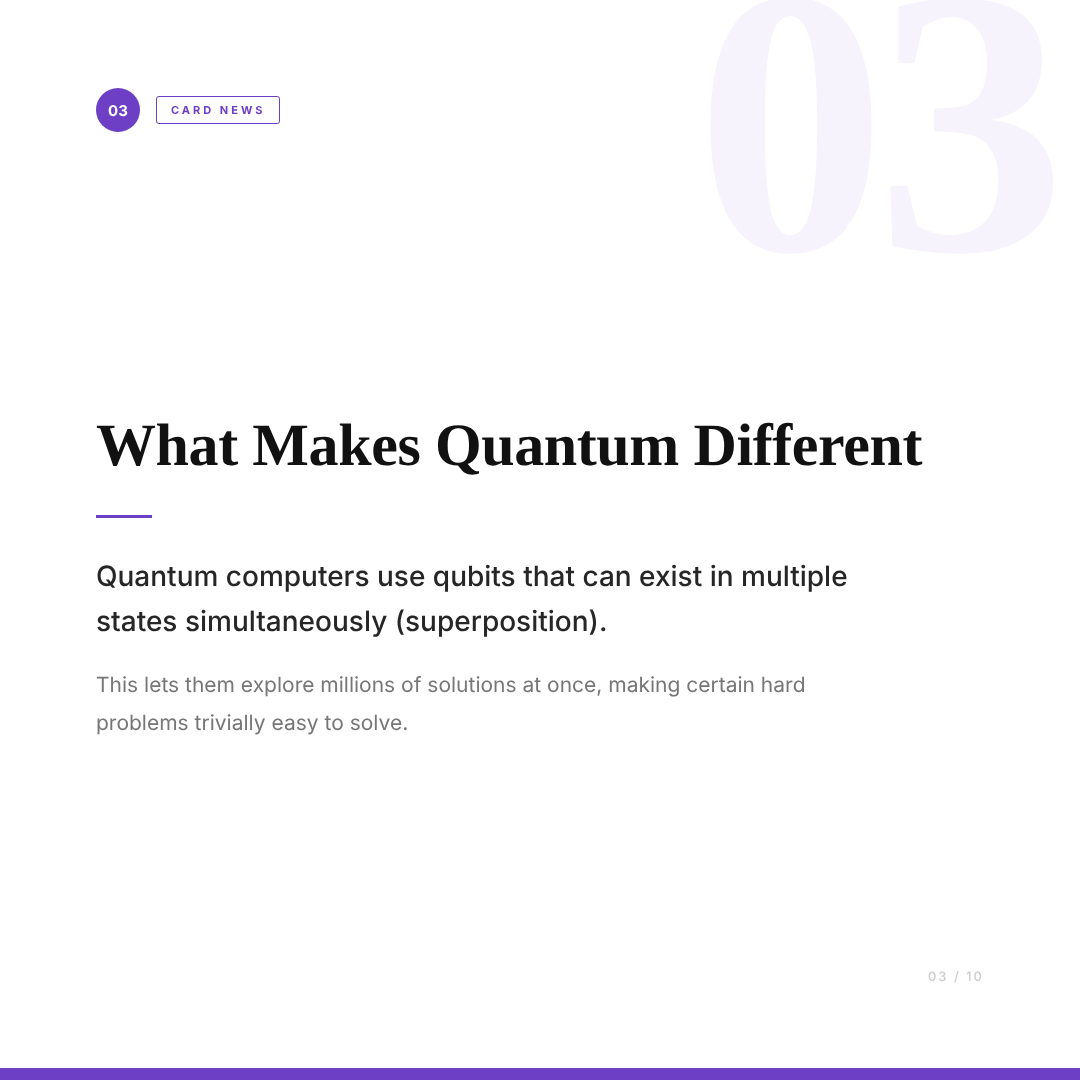 03
03
CARD NEWS
What Makes Quantum Different
Quantum computers use qubits that can exist in multiple
states simultaneously (superposition).
This lets them explore millions of solutions at once, making certain hard
problems trivially easy to solve.
03 / 10